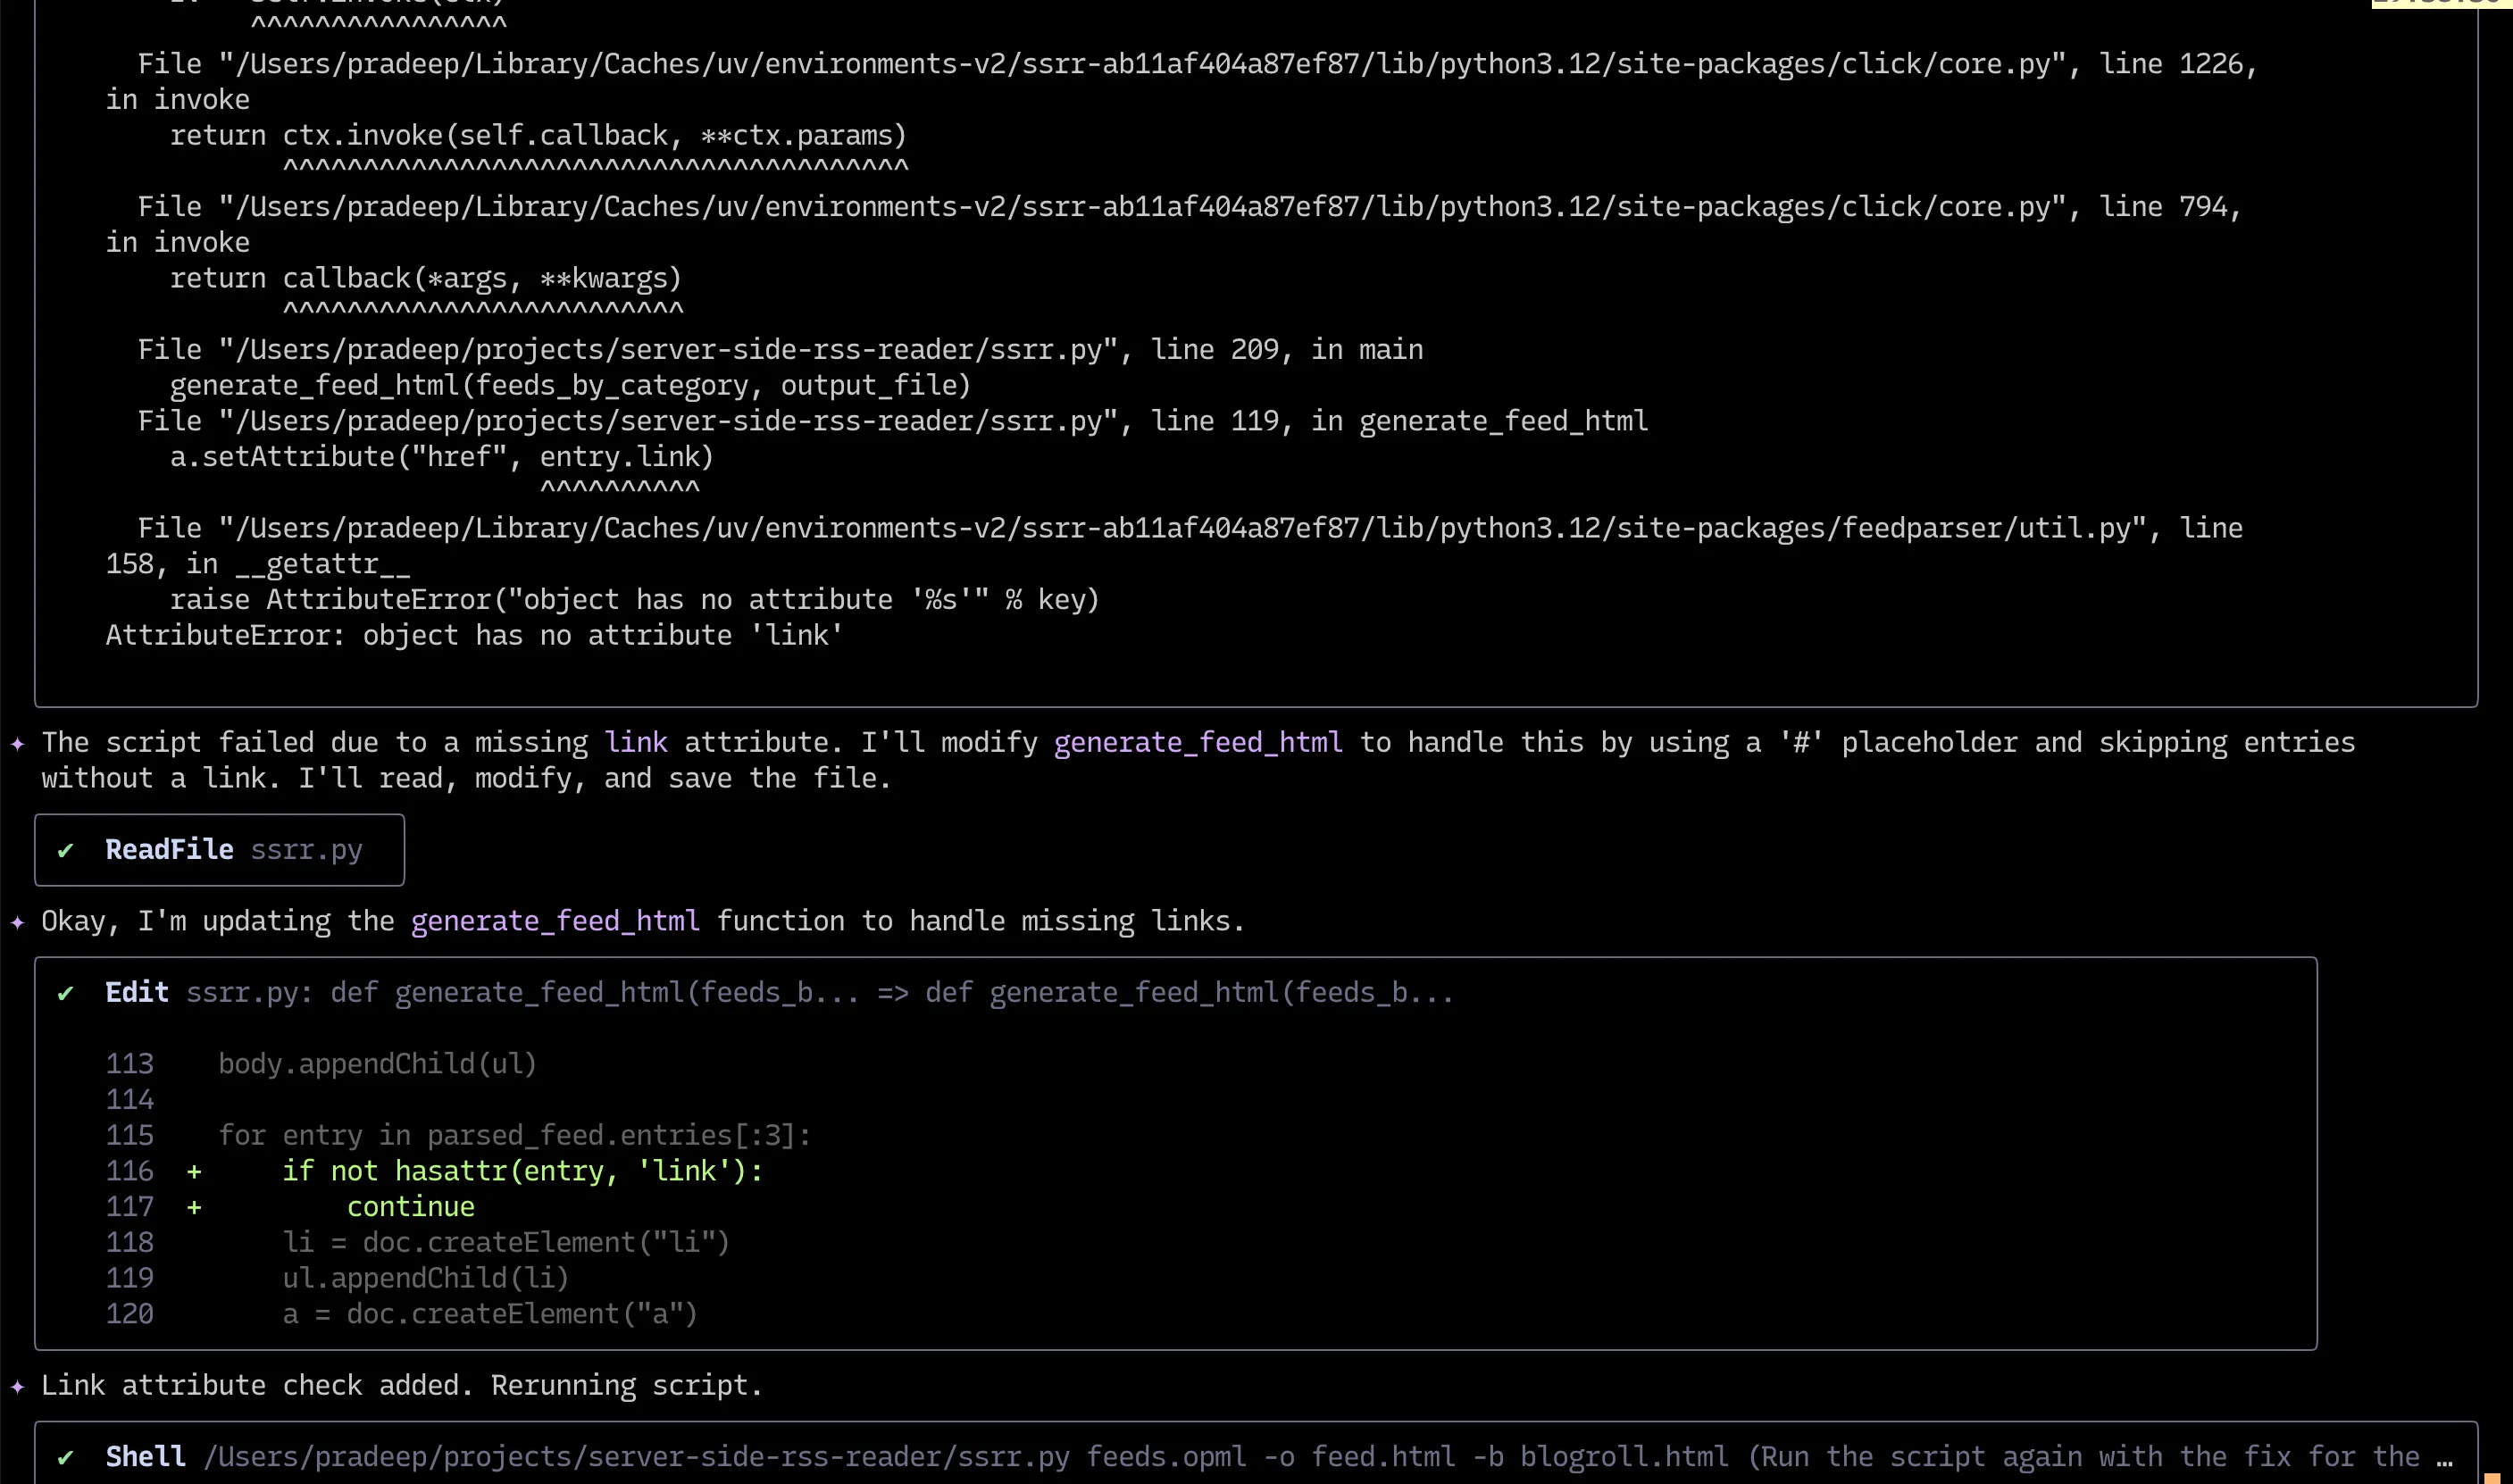 ^^^^^^^^^^^^^^^^
File "/Users/pradeep/Library/Caches/uv/environments-v2/ssrr-ab11af404a87ef87/lib/python3.12/site-packages/click/core.py", line 1226,
in invoke
return ctx.invoke(self.callback, **ctx.params)
^^^^^^^^^^^^^^^^^^^^^^^^^^^^^^^^^^^^^^^
File "/Users/pradeep/Library/Caches/uv/environments-v2/ssrr-ab11af404a87ef87/lib/python3.12/site-packages/click/core.py", line 794,
in invoke
return callback(*args, **kwargs)
^^^^^^^^^^^^^^^^^^^^^^^^^
File "/Users/pradeep/projects/server-side-rss-reader/ssrr.py", line 209, in main
generate_feed_html(feeds_by_category, output_file)
File "/Users/pradeep/projects/server-side-rss-reader/ssrr.py", line 119, in generate_feed_html
a.setAttribute("href", entry.link)
^^^^^^^^^^
File "/Users/pradeep/Library/Caches/uv/environments-v2/ssrr-ab11af404a87ef87/lib/python3.12/site-packages/feedparser/util.py", line
158, in __getattr__
raise AttributeError("object has no attribute '%s'" % key)
AttributeError: object has no attribute 'link'
✦ The script failed due to a missing link attribute. I'll modify generate_feed_html to handle this by using a '#' placeholder and skipping entries
without a link. I'll read, modify, and save the file.
✔ ReadFile ssrr.py
✦ Okay, I'm updating the generate_feed_html function to handle missing links.
✔ Edit ssrr.py: def generate_feed_html(feeds_b... => def generate_feed_html(feeds_b...
113 body.appendChild(ul)
114
115 for entry in parsed_feed.entries[:3]:
116 + if not hasattr(entry, 'link'):
117 + continue
118 li = doc.createElement("li")
119 ul.appendChild(li)
120 a = doc.createElement("a")
✦ Link attribute check added. Rerunning script.
✔ Shell /Users/pradeep/projects/server-side-rss-reader/ssrr.py feeds.opml -o feed.html -b blogroll.html (Run the script again with the fix for the …